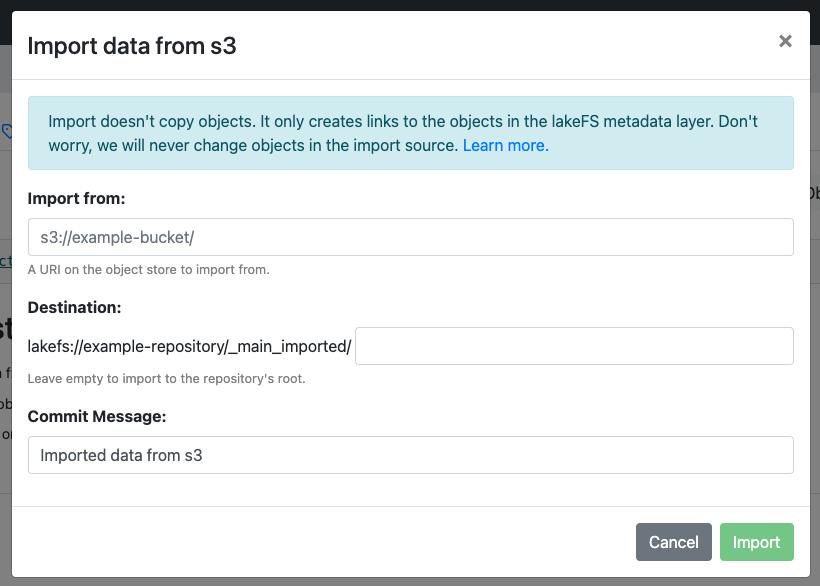 Import data from s3
×
Import doesn't copy objects. It only creates links to the objects in the lakeFS metadata layer. Don't
worry, we will never change objects in the import source. Learn more.
Import from:
s3://example-bucket/
A URI on the object store to import from.
Destination:
lakefs://example-repository/_main_imported/
Leave empty to import to the repository's root.
Commit Message:
Imported data from s3
Cancel
Import